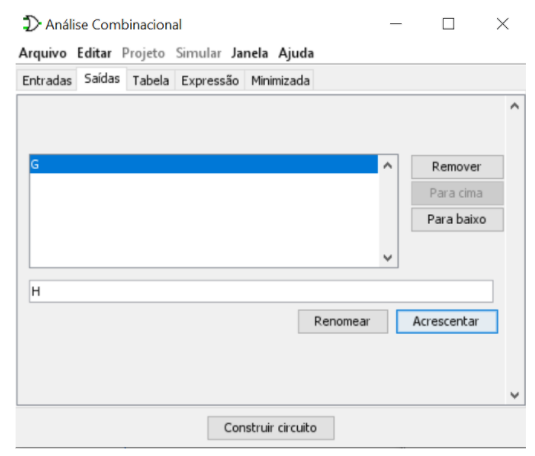 Análise Combinacional
Arquivo Editar Projeto Simular Janela Ajuda
Entradas Saídas Tabela Expressão Minimizada
G
Remover
Para cima
Para baixo
H
Renomear Acrescentar
Construir circuito